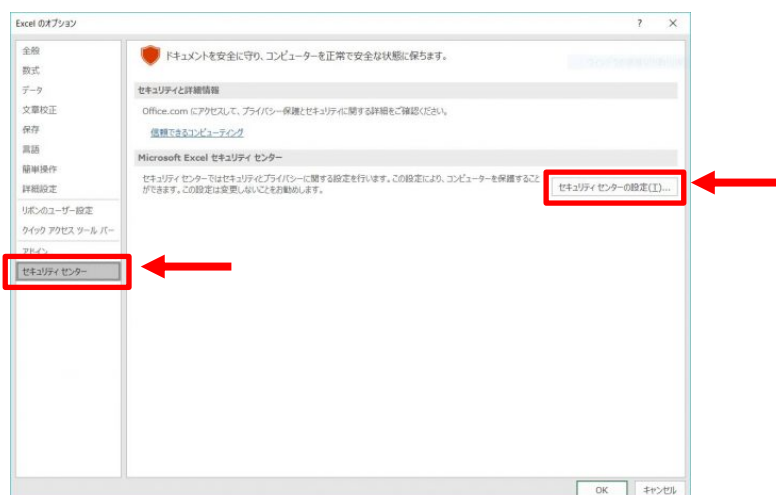 Excel のオプション
? ×
全般
数式
データ
文章校正
保存
言語
簡単操作
詳細設定
リボンのユーザー設定
クイック アクセス ツール バー
アドイン
セキュリティ センター
ドキュメントを安全に守り、コンピューターを正常で安全な状態に保ちます。
セキュリティと詳細情報
Office.com にアクセスして、プライバシー保護とセキュリティに関する詳細をご確認ください。
信頼できるコンピューティング
Microsoft Excel セキュリティ センター
セキュリティ センターではセキュリティとプライバシーに関する設定を行います。この設定により、コンピューターを保護すること
ができます。この設定は変更しないことをお勧めします。
セキュリティ センターの設定(T)...
OK キャンセル